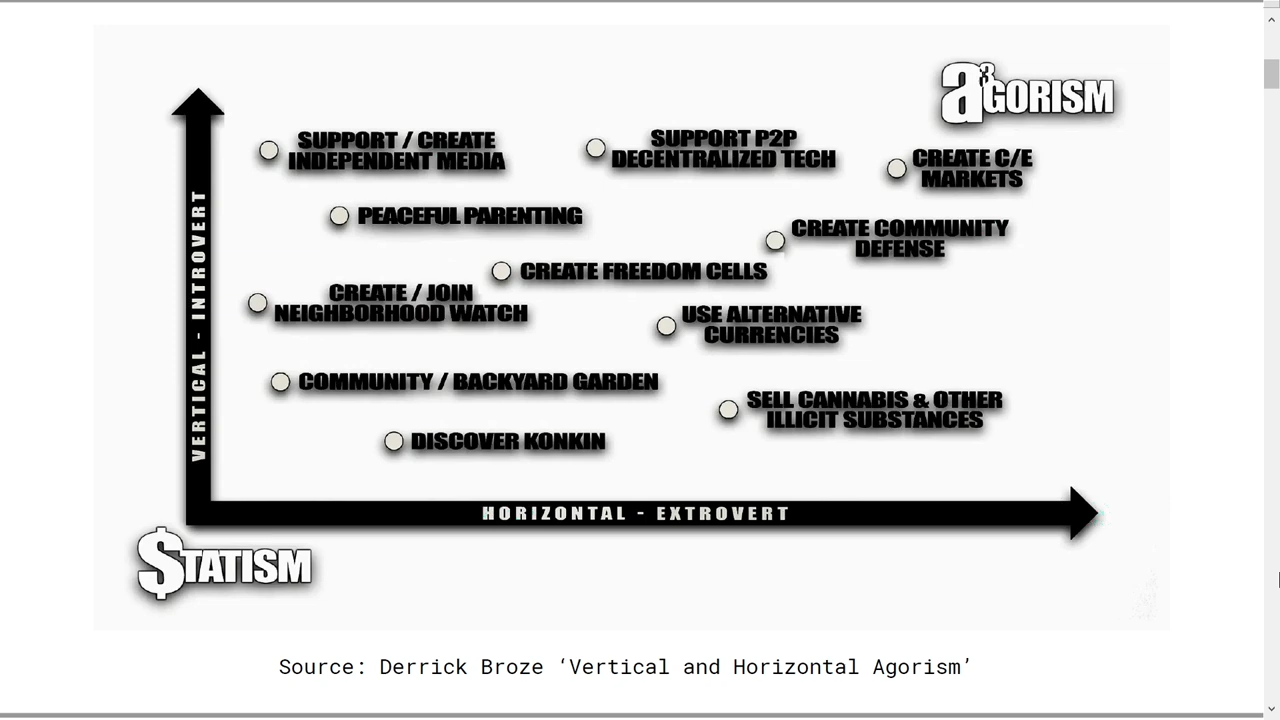 a³GORISM
SUPPORT / CREATE
INDEPENDENT MEDIA
SUPPORT P2P
DECENTRALIZED TECH
CREATE C/E
MARKETS
PEACEFUL PARENTING
CREATE COMMUNITY
DEFENSE
CREATE FREEDOM CELLS
CREATE / JOIN
NEIGHBORHOOD WATCH
USE ALTERNATIVE
CURRENCIES
COMMUNITY / BACKYARD GARDEN
SELL CANNABIS & OTHER
ILLICIT SUBSTANCES
DISCOVER KONKIN
VERTICAL - INTROVERT
HORIZONTAL - EXTROVERT
$TATISM
Source: Derrick Broze ‘Vertical and Horizontal Agorism’